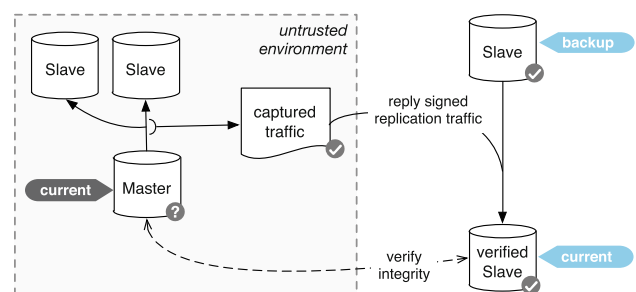 untrusted
environment
Slave
Slave
Slave
backup
captured
traffic
reply signed
replication traffic
current
Master
?
verify
integrity
verified
Slave
current